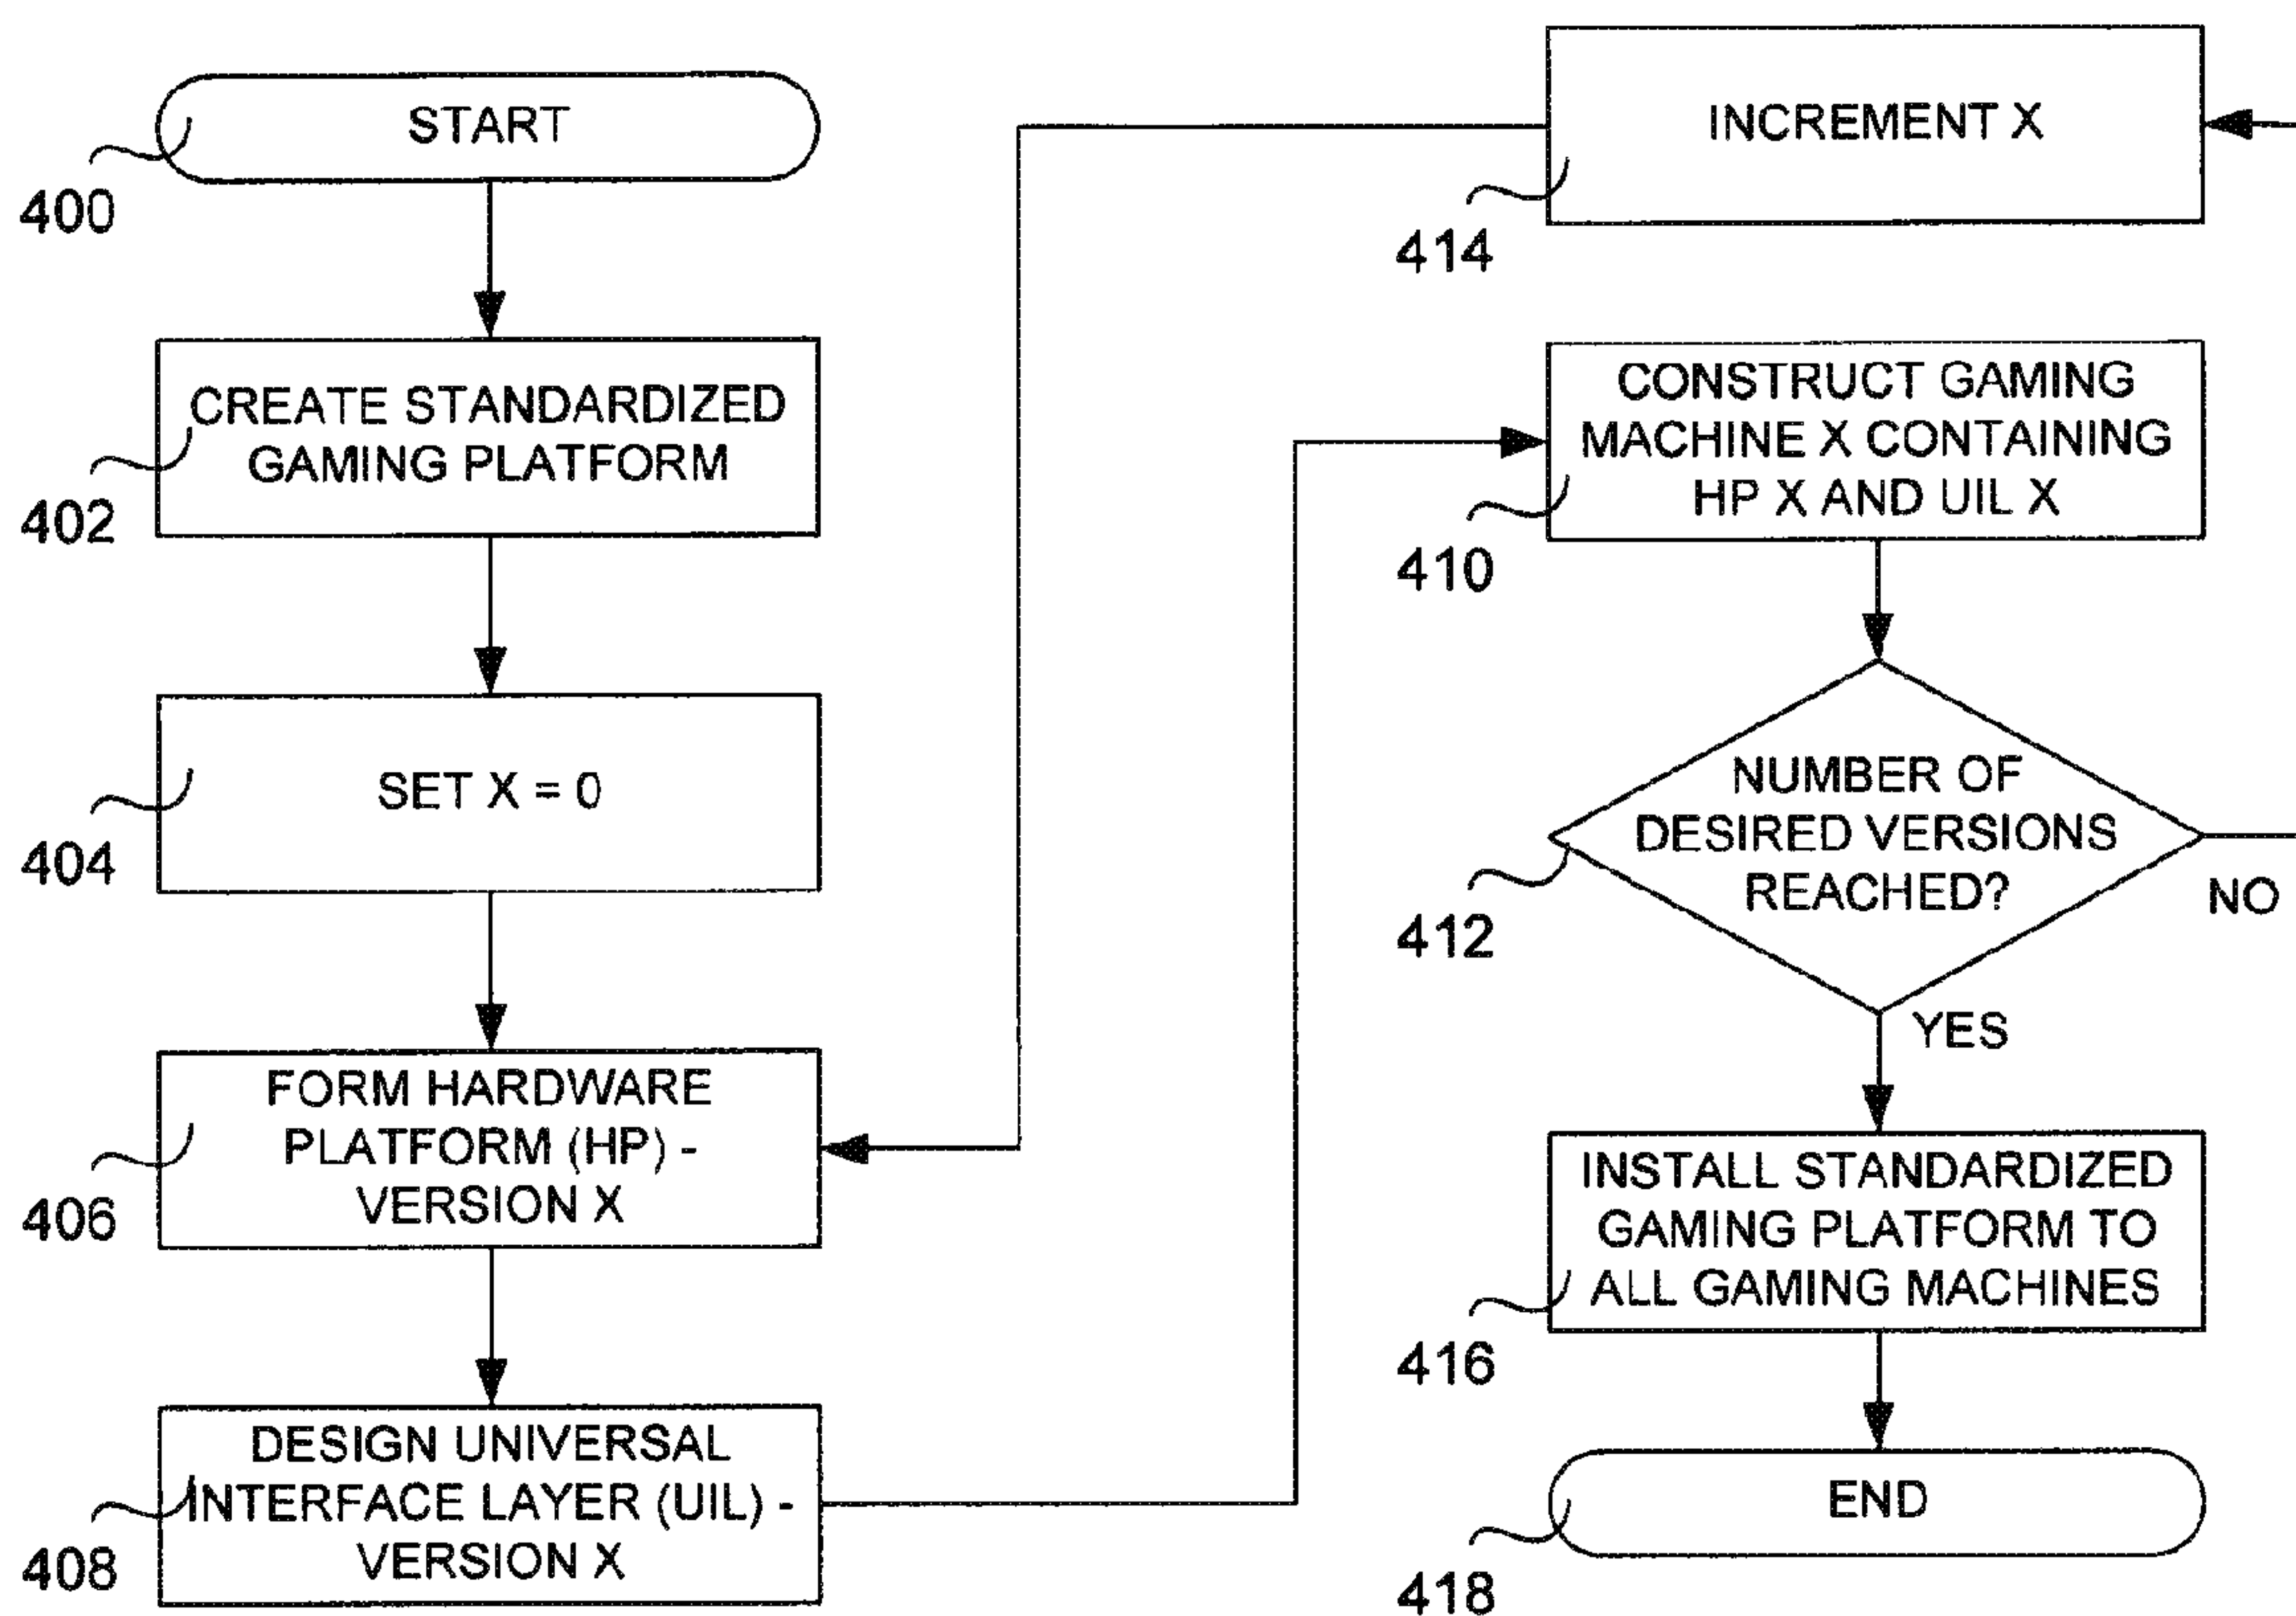 START
400
CREATE STANDARDIZED
GAMING PLATFORM
402
SET X = 0
404
FORM HARDWARE
PLATFORM (HP) -
VERSION X
406
DESIGN UNIVERSAL
INTERFACE LAYER (UIL) -
VERSION X
408
INCREMENT X
414
CONSTRUCT GAMING
MACHINE X CONTAINING
HP X AND UIL X
410
NUMBER OF
DESIRED VERSIONS
REACHED?
412
NO
YES
INSTALL STANDARDIZED
GAMING PLATFORM TO
ALL GAMING MACHINES
416
END
418